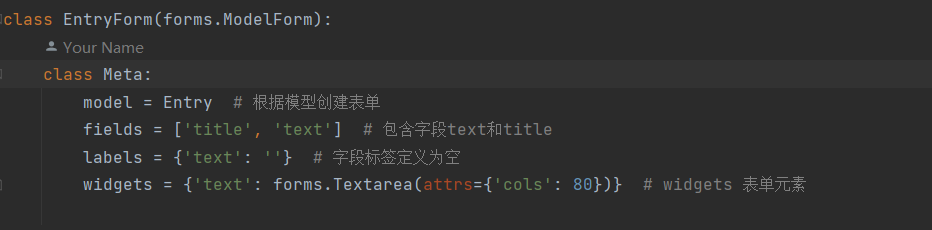 class EntryForm(forms.ModelForm):
Your Name
class Meta:
model = Entry  # 根据模型创建表单
fields = ['title', 'text']  # 包含字段text和title
labels = {'text': ''}  # 字段标签定义为空
widgets = {'text': forms.Textarea(attrs={'cols': 80})}  # widgets 表单元素